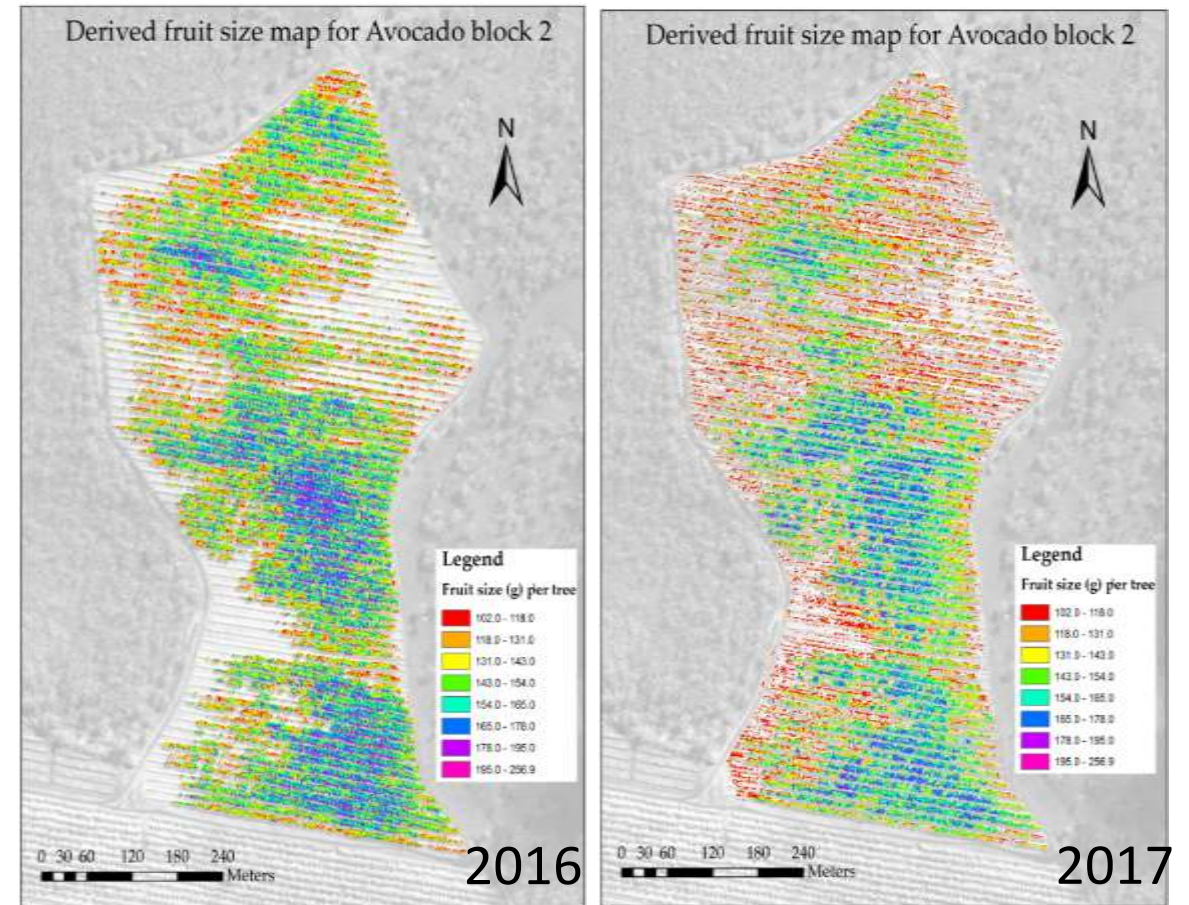 Derived fruit size map for Avocado block 2
N
Legend
Fruit size (g) per tree
102.0 - 118.0
118.0 - 131.0
131.0 - 143.0
143.0 - 154.0
154.0 - 165.0
165.0 - 178.0
178.0 - 195.0
195.0 - 256.9
0 30 60 120 180 240
Meters
2016
Derived fruit size map for Avocado block 2
N
Legend
Fruit size (g) per tree
102.0 - 118.0
118.0 - 131.0
131.0 - 143.0
143.0 - 154.0
154.0 - 165.0
165.0 - 178.0
178.0 - 195.0
195.0 - 256.9
0 30 60 120 180 240
Meters
2017